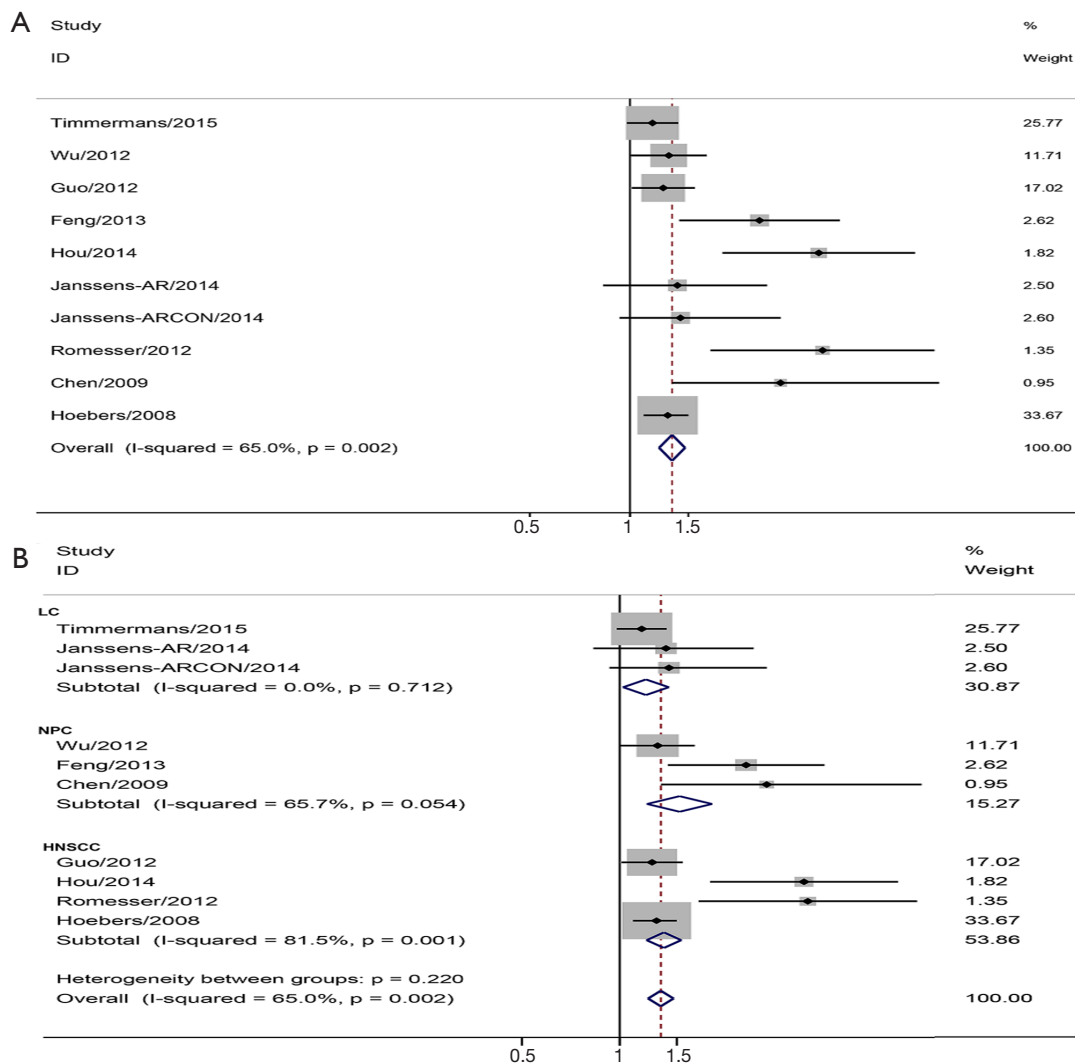 A Study %
ID Weight
Timmermans/2015 25.77
Wu/2012 11.71
Guo/2012 17.02
Feng/2013 2.62
Hou/2014 1.82
Janssens-AR/2014 2.50
Janssens-ARCON/2014 2.60
Romesser/2012 1.35
Chen/2009 0.95
Hoebers/2008 33.67
Overall (I-squared = 65.0%, p = 0.002) 100.00
0.5 1 1.5
B Study %
ID Weight
LC
Timmermans/2015 25.77
Janssens-AR/2014 2.50
Janssens-ARCON/2014 2.60
Subtotal (I-squared = 0.0%, p = 0.712) 30.87
NPC
Wu/2012 11.71
Feng/2013 2.62
Chen/2009 0.95
Subtotal (I-squared = 65.7%, p = 0.054) 15.27
HNSCC
Guo/2012 17.02
Hou/2014 1.82
Romesser/2012 1.35
Hoebers/2008 33.67
Subtotal (I-squared = 81.5%, p = 0.001) 53.86
Heterogeneity between groups: p = 0.220
Overall (I-squared = 65.0%, p = 0.002) 100.00
0.5 1 1.5